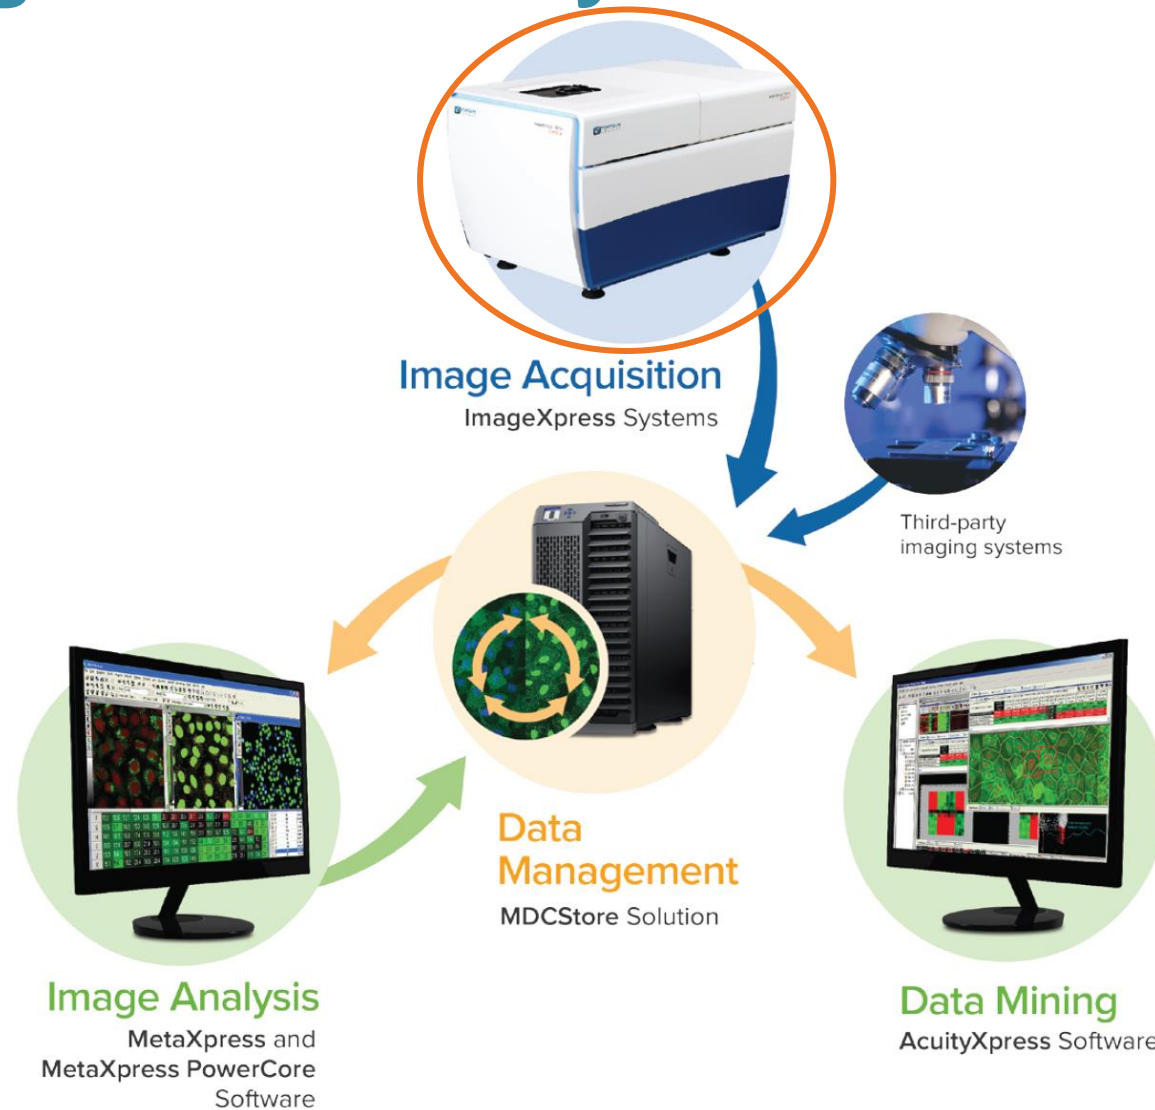 Image Acquisition
ImageXpress Systems
Third-party
imaging systems
Data
Management
MDCStore Solution
Image Analysis
MetaXpress and
MetaXpress PowerCore
Software
Data Mining
AcuityXpress Software